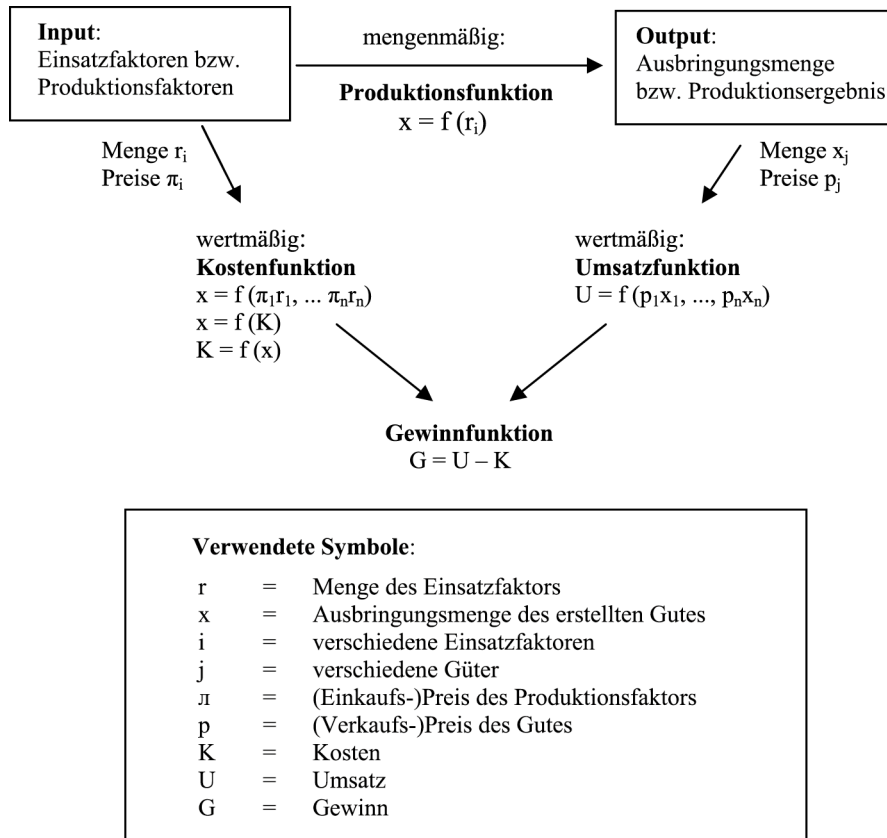 Input:
Einsatzfaktoren bzw.
Produktionsfaktoren
mengenmäßig:
Produktionsfunktion
x = f (rᵢ)
Output:
Ausbringungsmenge
bzw. Produktionsergebnis
Menge rᵢ
Preise πᵢ
Menge xⱼ
Preise pⱼ
wertmäßig:
Kostenfunktion
x = f (π₁r₁, ... πₙrₙ)
x = f (K)
K = f (x)
wertmäßig:
Umsatzfunktion
U = f (p₁x₁, ..., pₙxₙ)
Gewinnfunktion
G = U – K
Verwendete Symbole:
r = Menge des Einsatzfaktors
x = Ausbringungsmenge des erstellten Gutes
i = verschiedene Einsatzfaktoren
j = verschiedene Güter
л = (Einkaufs-)Preis des Produktionsfaktors
p = (Verkaufs-)Preis des Gutes
K = Kosten
U = Umsatz
G = Gewinn